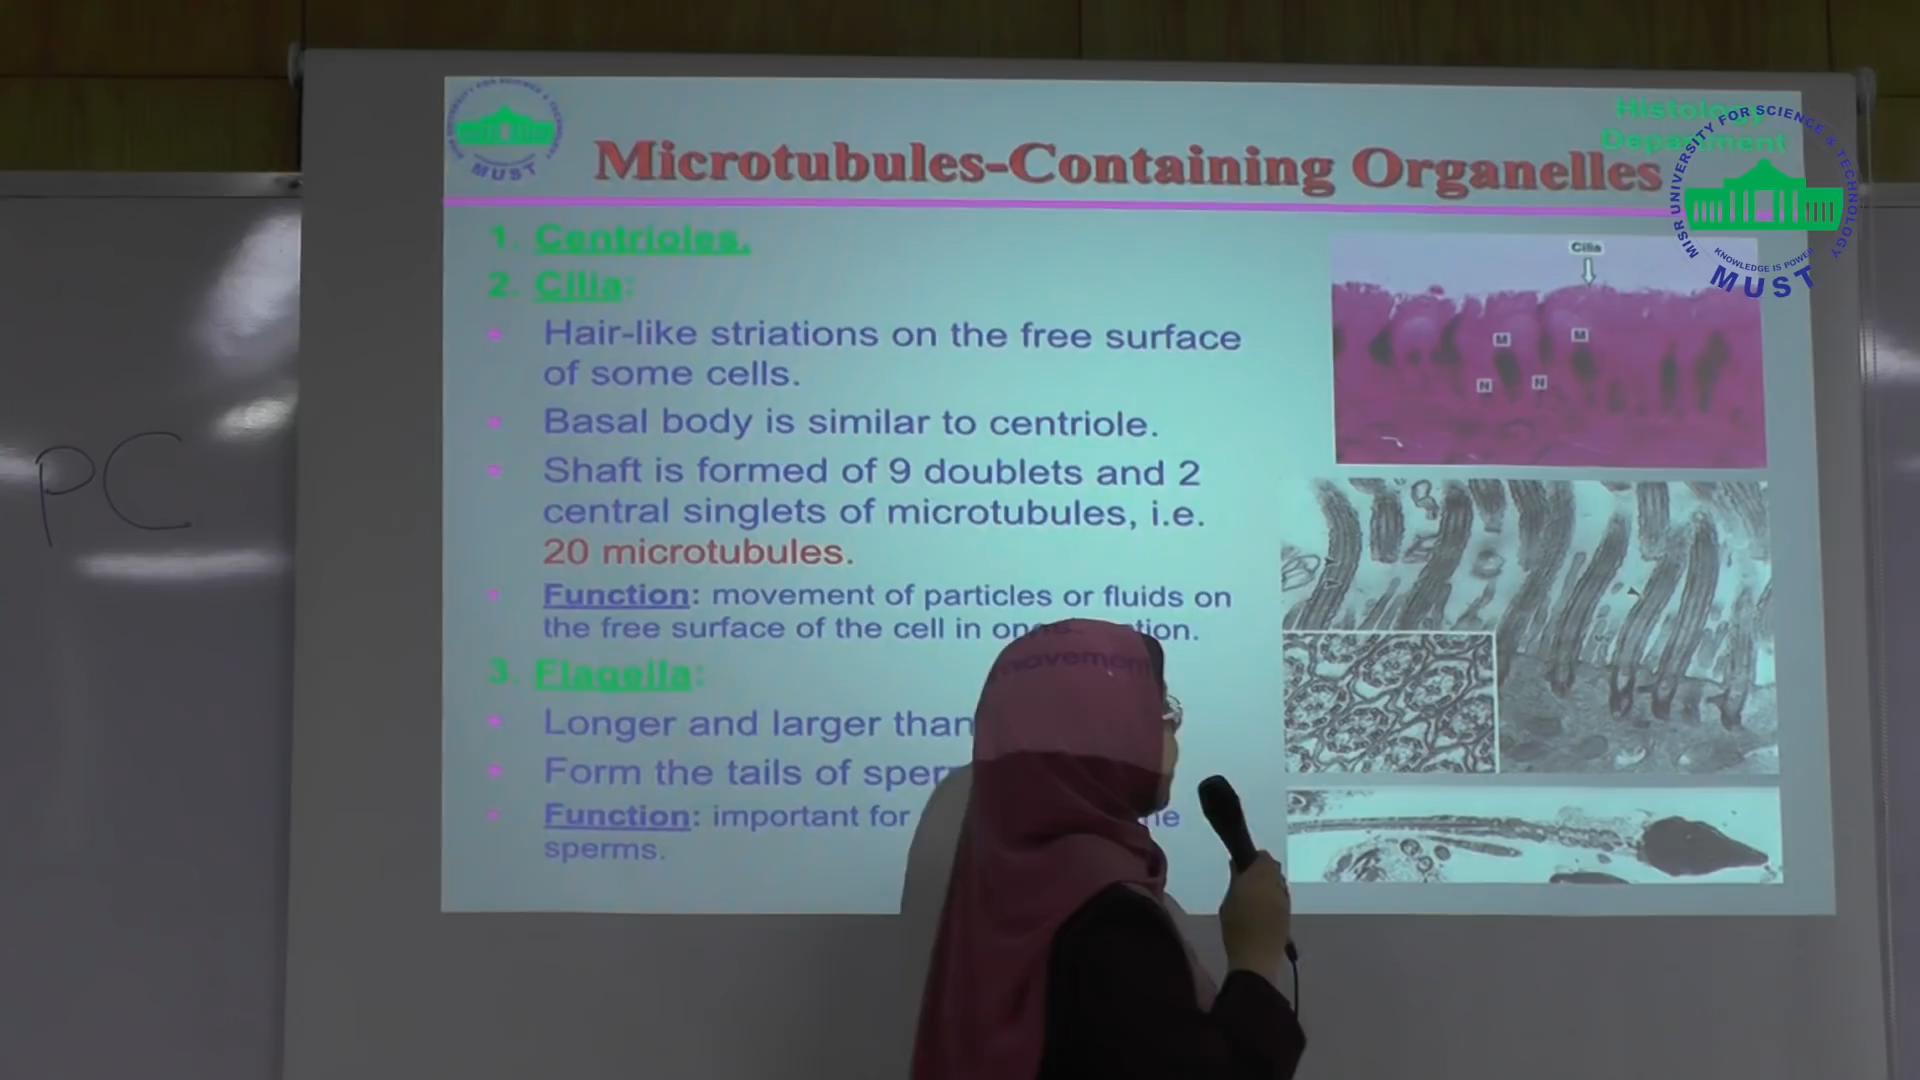 Histology
Department
MISR UNIVERSITY FOR SCIENCE & TECHNOLOGY
KNOWLEDGE IS POWER
MUST
MUST
Microtubules-Containing Organelles
1. Centrioles.
2. Cilia:
Hair-like striations on the free surface
of some cells.
Basal body is similar to centriole.
Shaft is formed of 9 doublets and 2
central singlets of microtubules, i.e.
20 microtubules.
Function: movement of particles or fluids on
the free surface of the cell in
movement
3. Flagella:
Longer and larger than
Form the tails of
Function: important for
sperms.
Cilia
M M
N N
PC